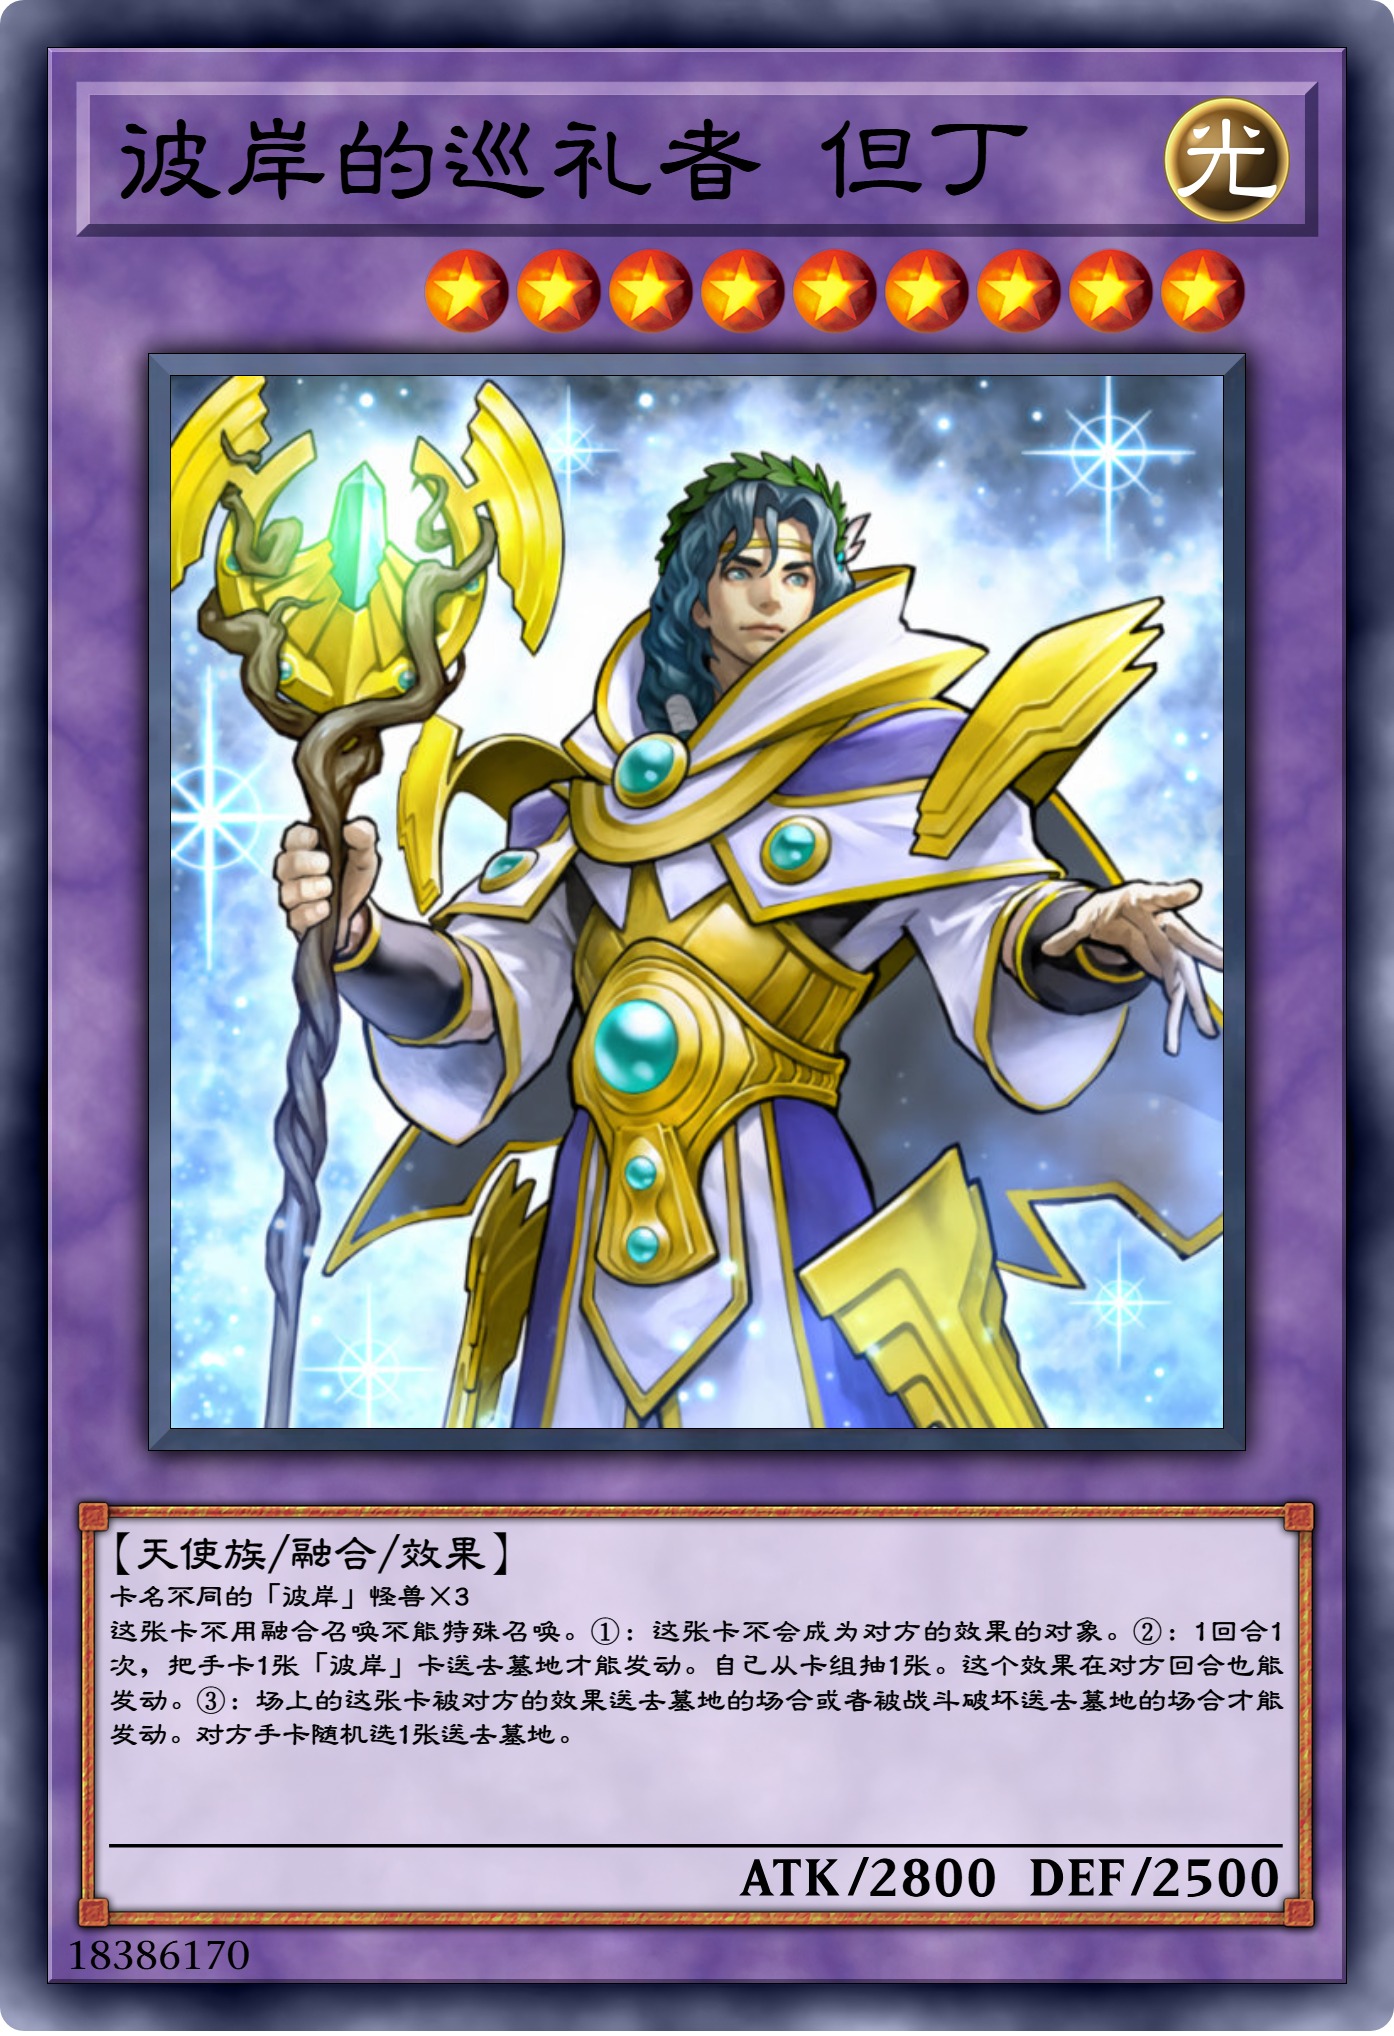 彼岸的巡礼者 但丁
光
【天使族/融合/效果】
卡名不同的「彼岸」怪兽×3
这张卡不用融合召唤不能特殊召唤。①：这张卡不会成为对方的效果的对象。②：1回合1
次，把手卡1张「彼岸」卡送去墓地才能发动。自己从卡组抽1张。这个效果在对方回合也能
发动。③：场上的这张卡被对方的效果送去墓地的场合或者被战斗破坏送去墓地的场合才能
发动。对方手卡随机选1张送去墓地。
ATK/2800 DEF/2500
18386170